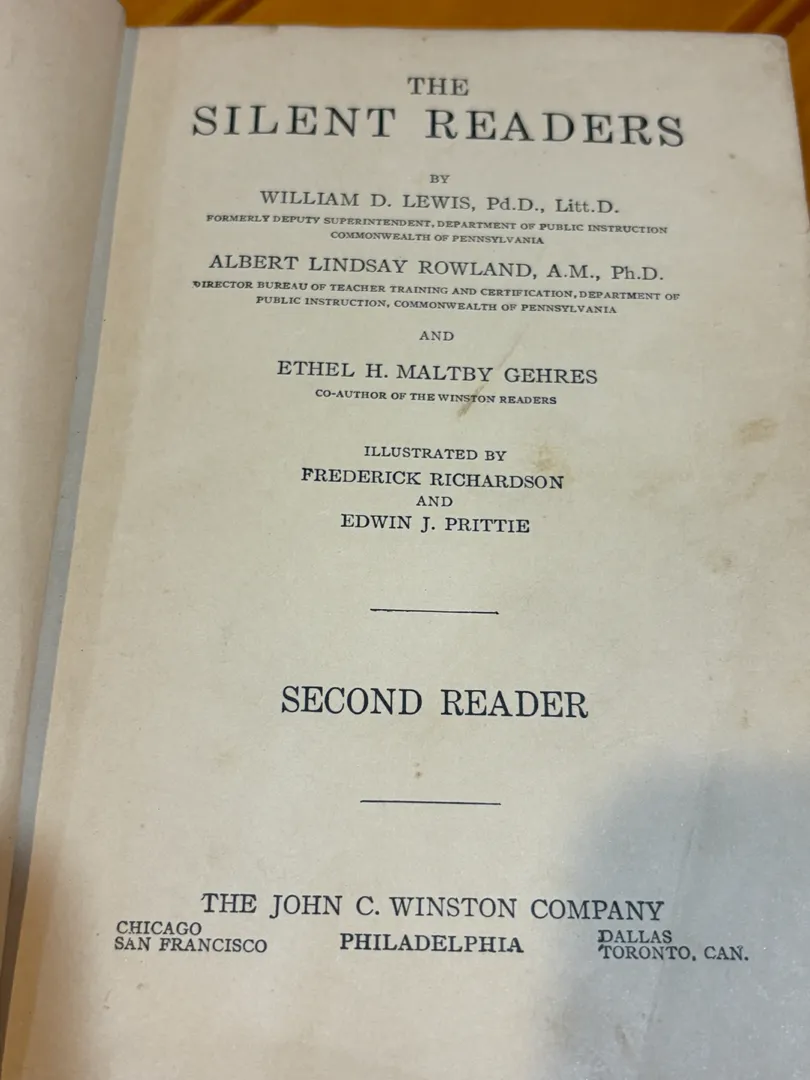 THE
SILENT READERS
BY
WILLIAM D. LEWIS, Pd.D., Litt.D.
FORMERLY DEPUTY SUPERINTENDENT, DEPARTMENT OF PUBLIC INSTRUCTION
COMMONWEALTH OF PENNSYLVANIA
ALBERT LINDSAY ROWLAND, A.M., Ph.D.
DIRECTOR BUREAU OF TEACHER TRAINING AND CERTIFICATION, DEPARTMENT OF
PUBLIC INSTRUCTION, COMMONWEALTH OF PENNSYLVANIA
AND
ETHEL H. MALTBY GEHRES
CO-AUTHOR OF THE WINSTON READERS
ILLUSTRATED BY
FREDERICK RICHARDSON
AND
EDWIN J. PRITTIE
SECOND READER
THE JOHN C. WINSTON COMPANY
CHICAGO
SAN FRANCISCO
PHILADELPHIA
DALLAS
TORONTO, CAN.